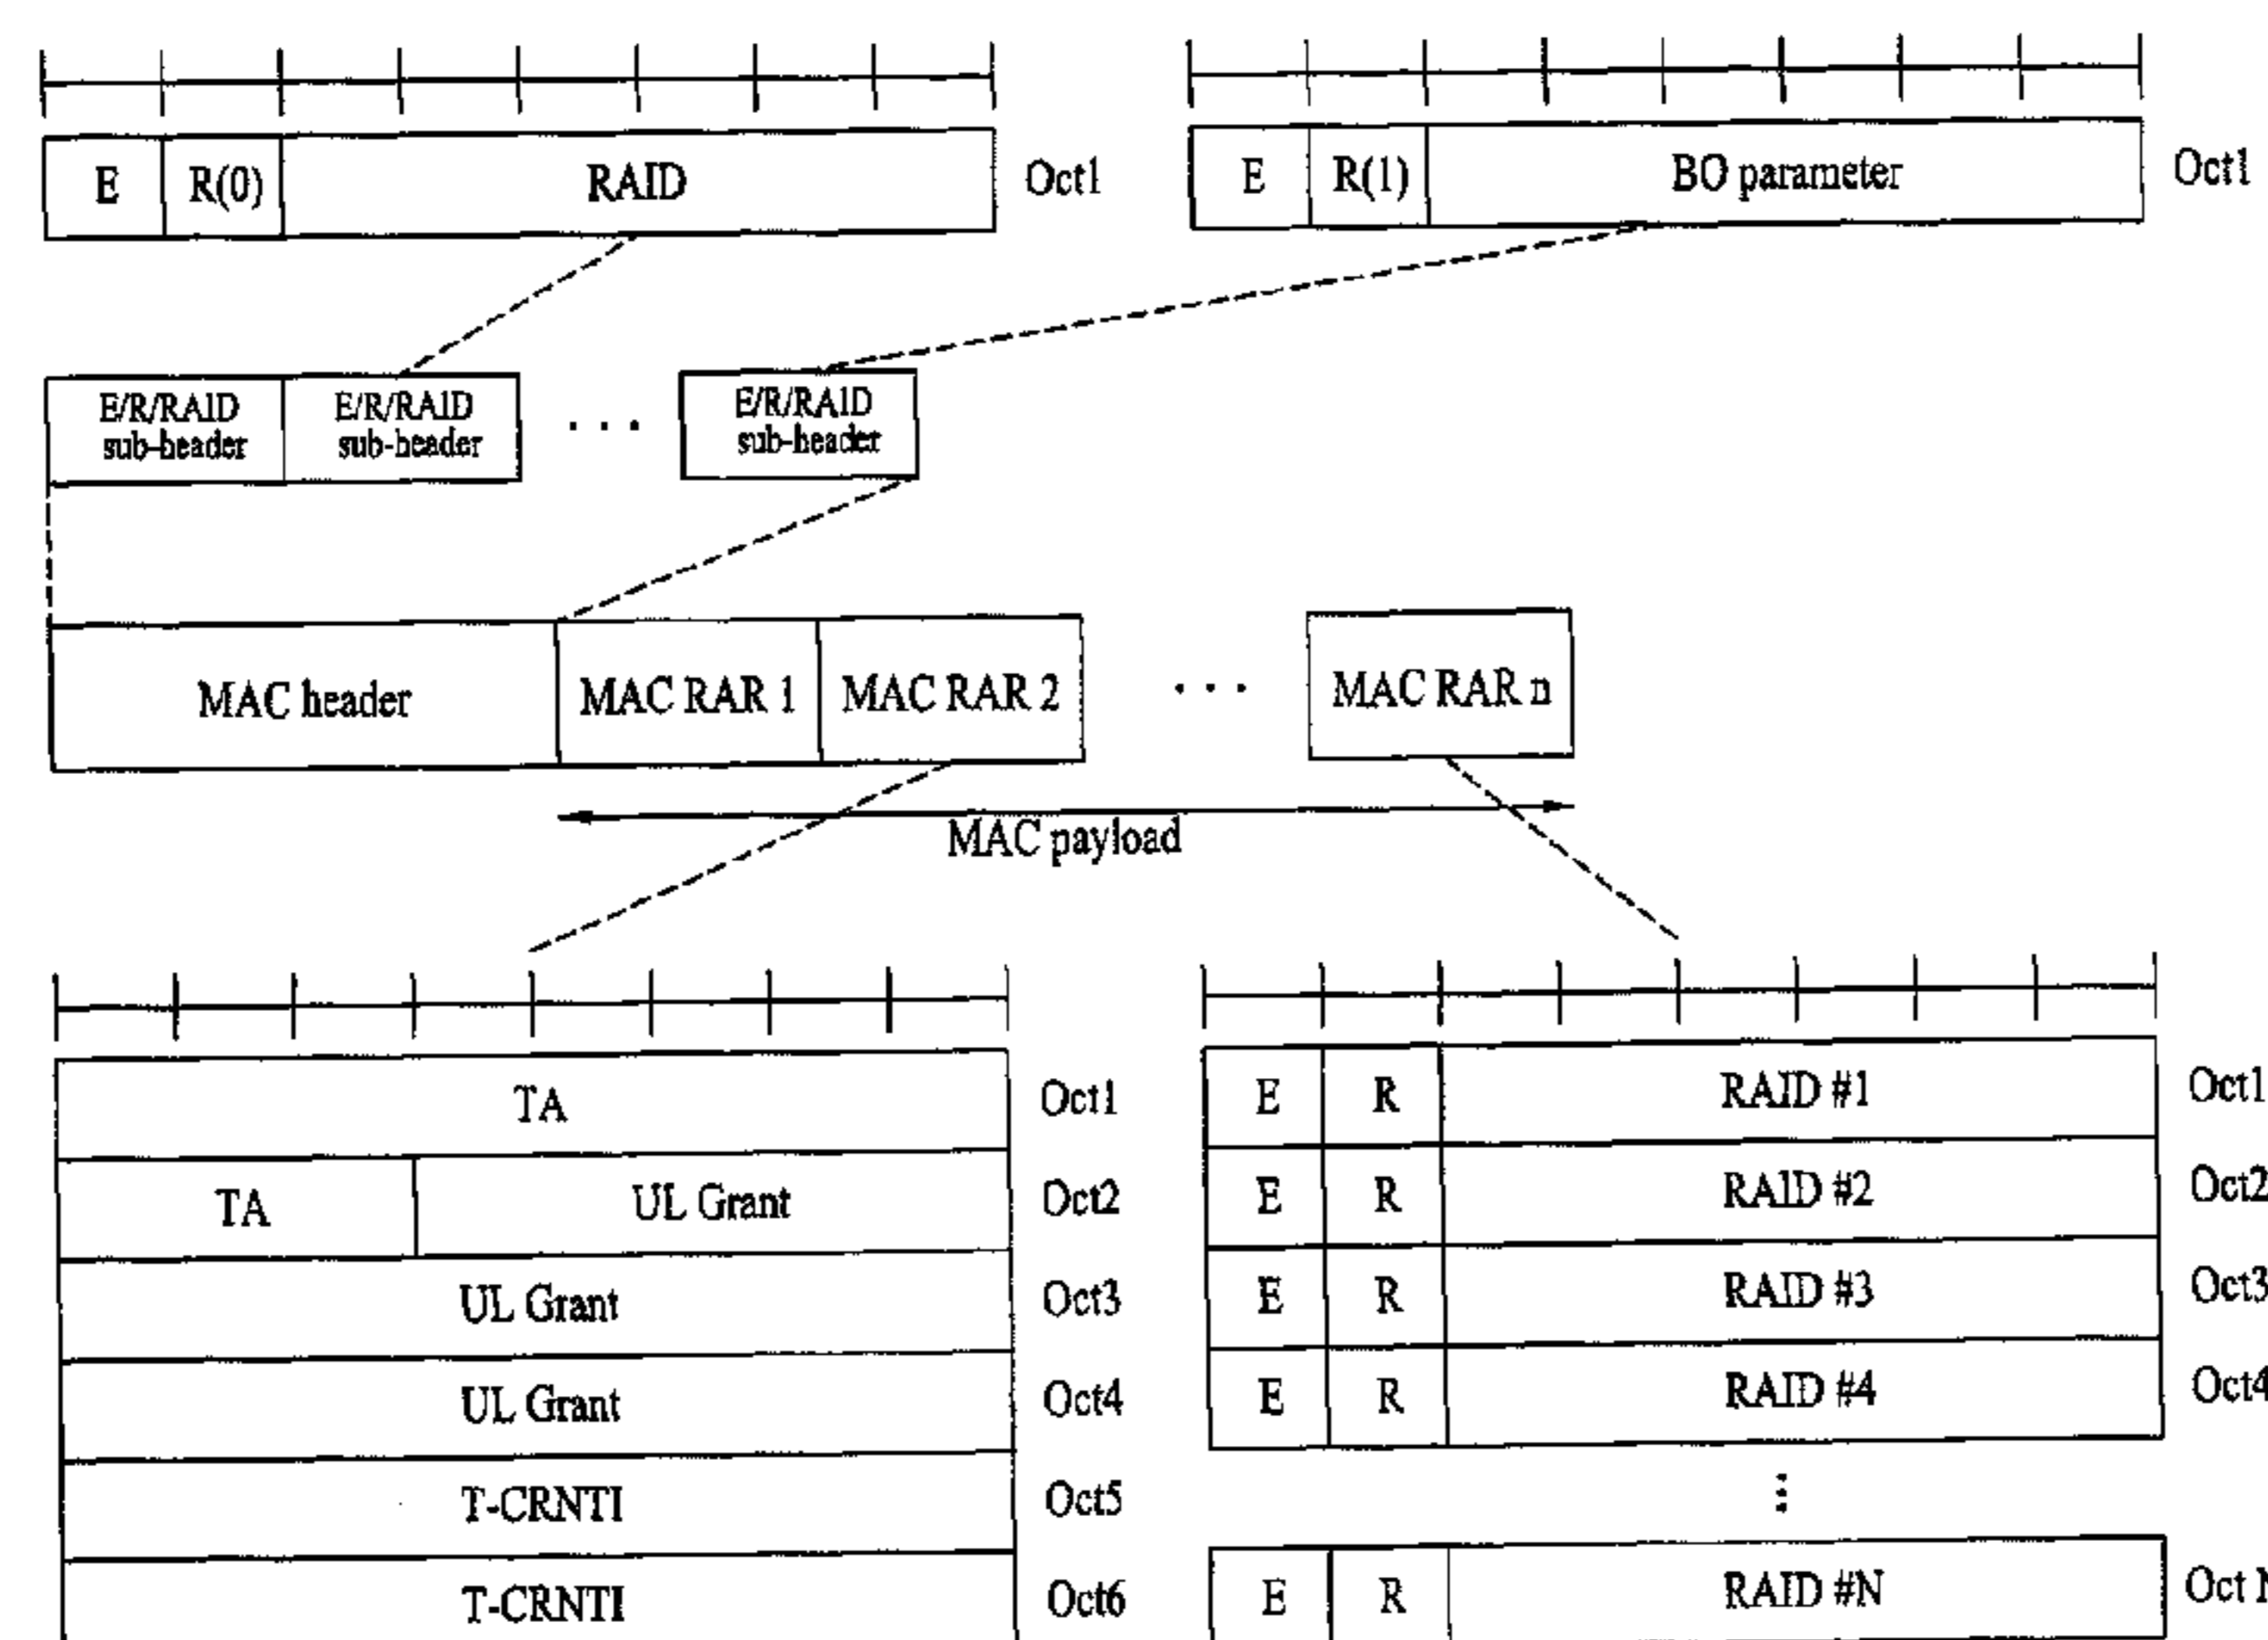 E R(0) RAID Oct1
E R(1) BO parameter Oct1
E/R/RAID sub-header
E/R/RAID sub-header
. . .
E/R/RAID sub-header
MAC header MAC RAR 1 MAC RAR 2 . . . MAC RAR n
MAC payload
TA Oct1
TA UL Grant Oct2
UL Grant Oct3
UL Grant Oct4
T-CRNTI Oct5
T-CRNTI Oct6
E R RAID #1 Oct1
E R RAID #2 Oct2
E R RAID #3 Oct3
E R RAID #4 Oct4
E R RAID #N Oct N